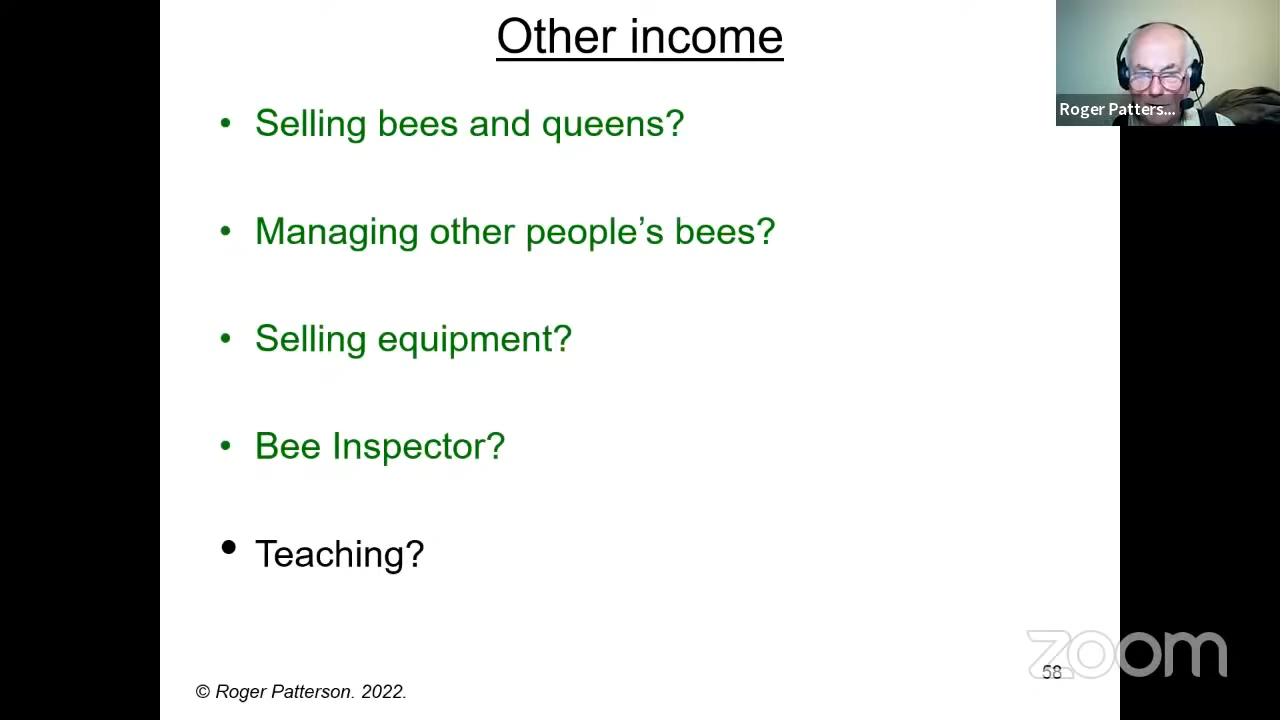 Other income
Roger Patters...
• Selling bees and queens?
• Managing other people’s bees?
• Selling equipment?
• Bee Inspector?
• Teaching?
zoom
58
© Roger Patterson. 2022.